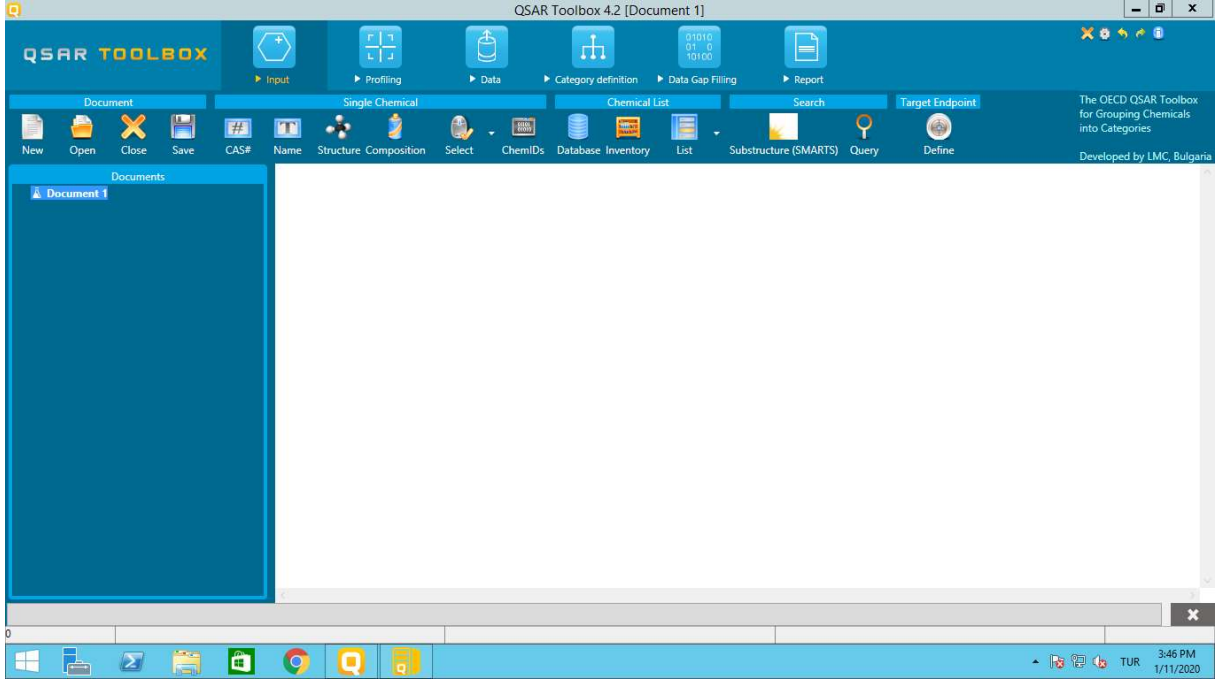 QSAR Toolbox 4.2 [Document 1]
QSAR TOOLBOX
01010
01 0
10100
Input
Profiling
Data
Category definition
Data Gap Filling
Report
Document
Single Chemical
Chemical List
Search
Target Endpoint
The OECD QSAR Toolbox
for Grouping Chemicals
into Categories
Developed by LMC, Bulgaria
#
New
Open
Close
Save
CAS#
Name
Structure
Composition
Select
ChemIDs
Database
Inventory
List
Substructure (SMARTS)
Query
Define
Documents
Document 1
0
TUR
3:46 PM
1/11/2020